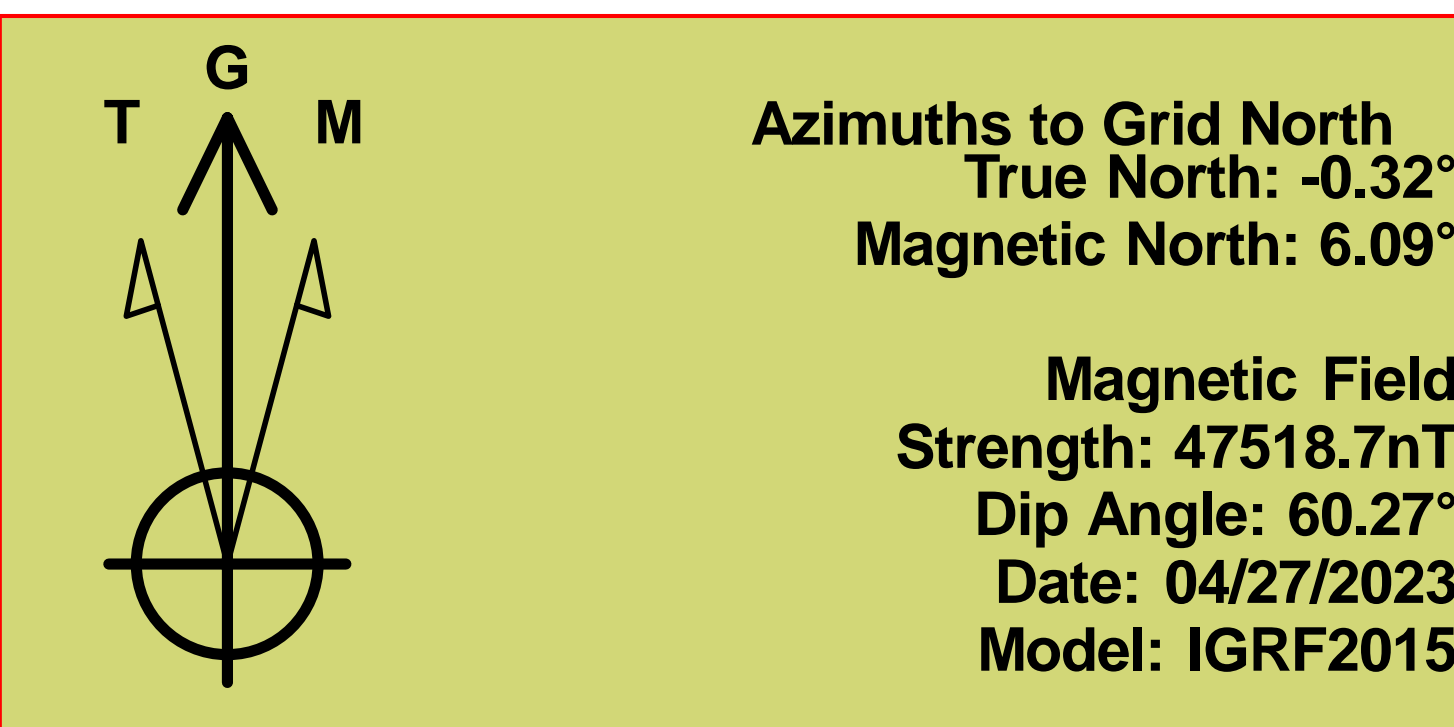 G
T M
Azimuths to Grid North
True North: -0.32°
Magnetic North: 6.09°
Magnetic Field
Strength: 47518.7nT
Dip Angle: 60.27°
Date: 04/27/2023
Model: IGRF2015